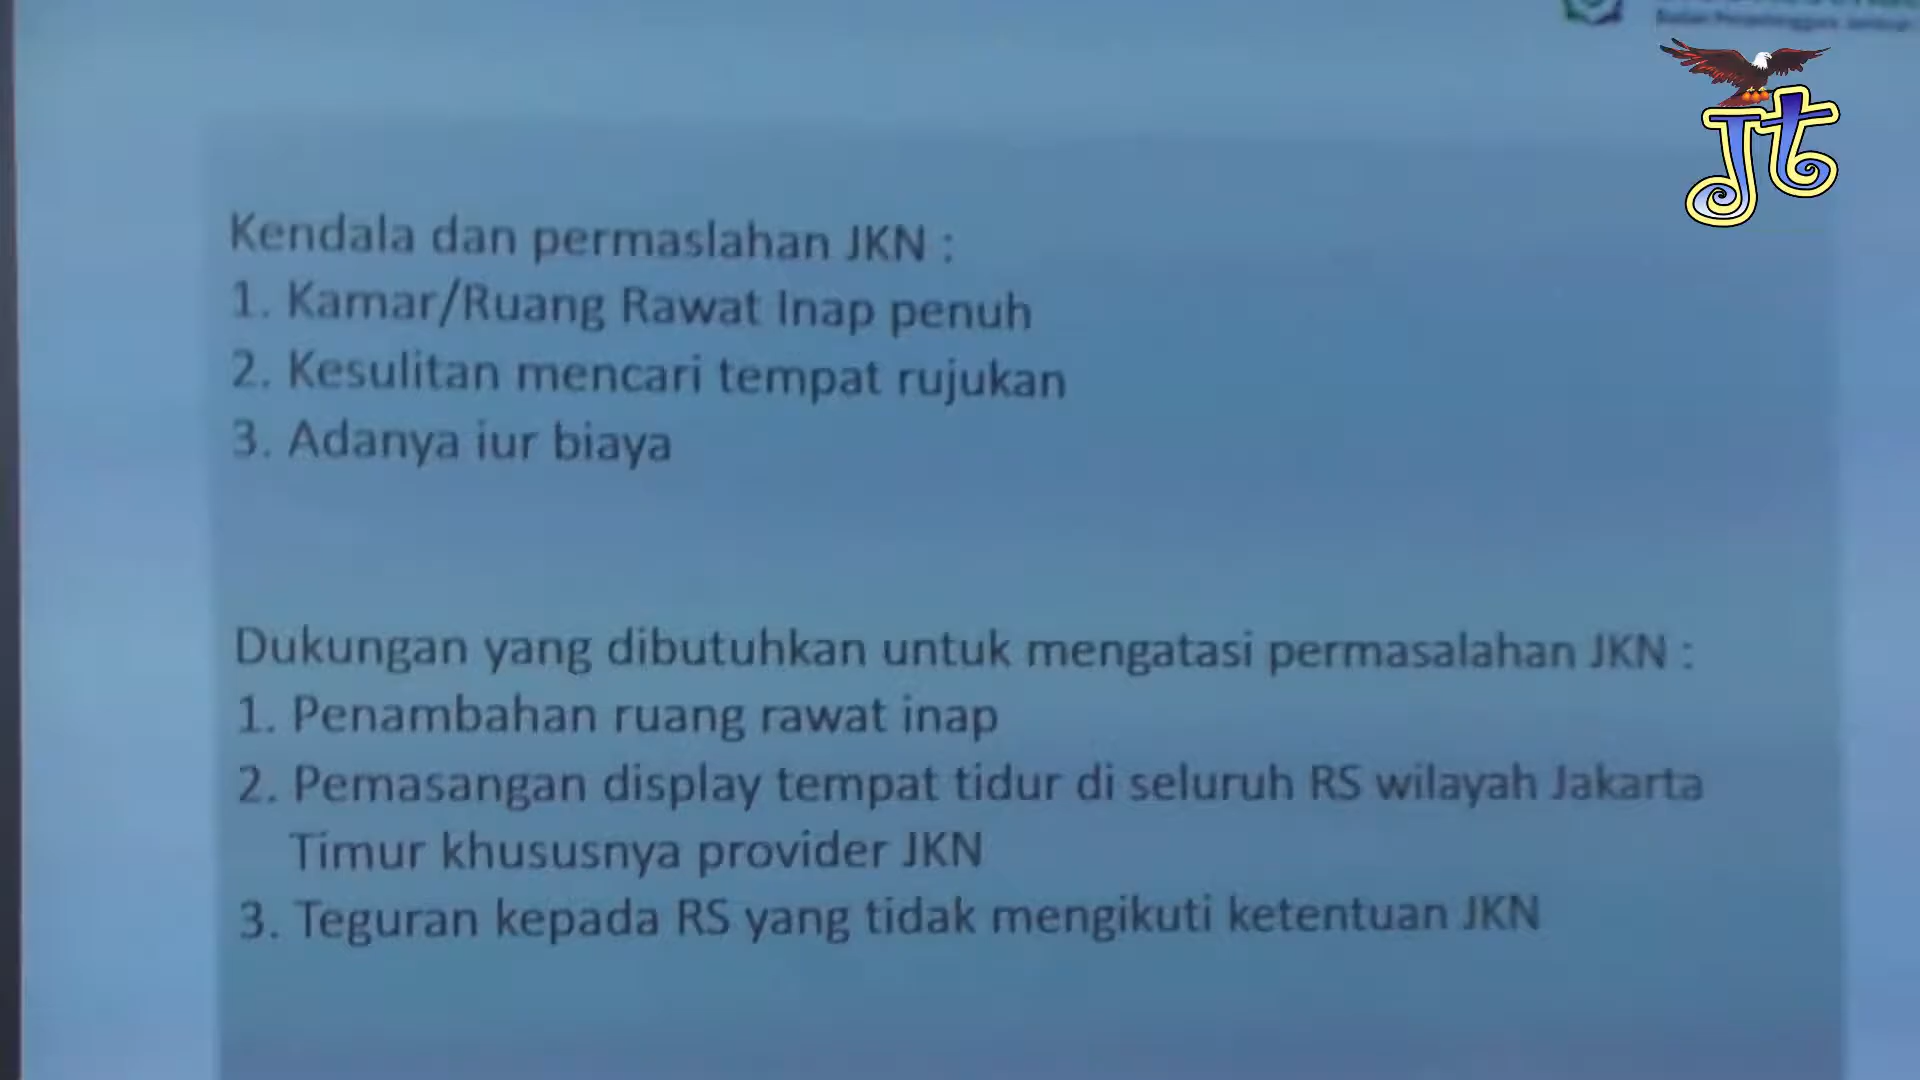 Kendala dan permaslahan JKN :
1. Kamar/Ruang Rawat Inap penuh
2. Kesulitan mencari tempat rujukan
3. Adanya iur biaya
Dukungan yang dibutuhkan untuk mengatasi permasalahan JKN :
1. Penambahan ruang rawat inap
2. Pemasangan display tempat tidur di seluruh RS wilayah Jakarta
Timur khususnya provider JKN
3. Teguran kepada RS yang tidak mengikuti ketentuan JKN
Jt